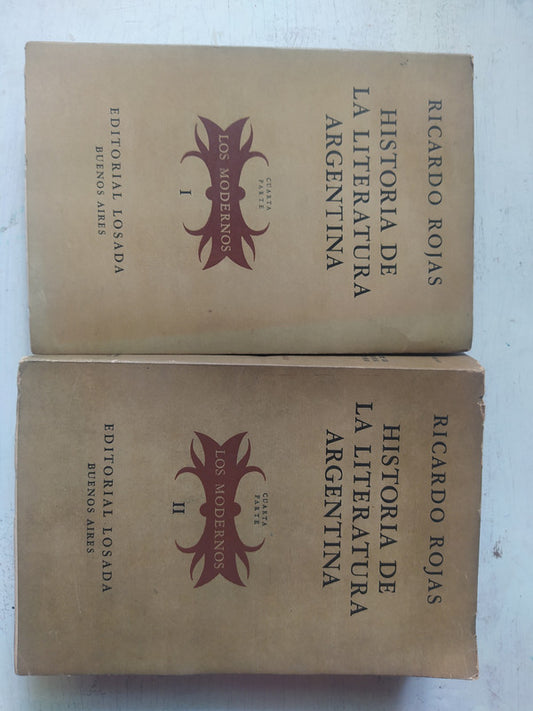 RICARDO ROJAS
HISTORIA DE
LA LITERATURA
ARGENTINA
CUARTA
PARTE
LOS MODERNOS
I
EDITORIAL LOSADA
BUENOS AIRES
RICARDO ROJAS
HISTORIA DE
LA LITERATURA
ARGENTINA
CUARTA
PARTE
LOS MODERNOS
II
EDITORIAL LOSADA
BUENOS AIRES